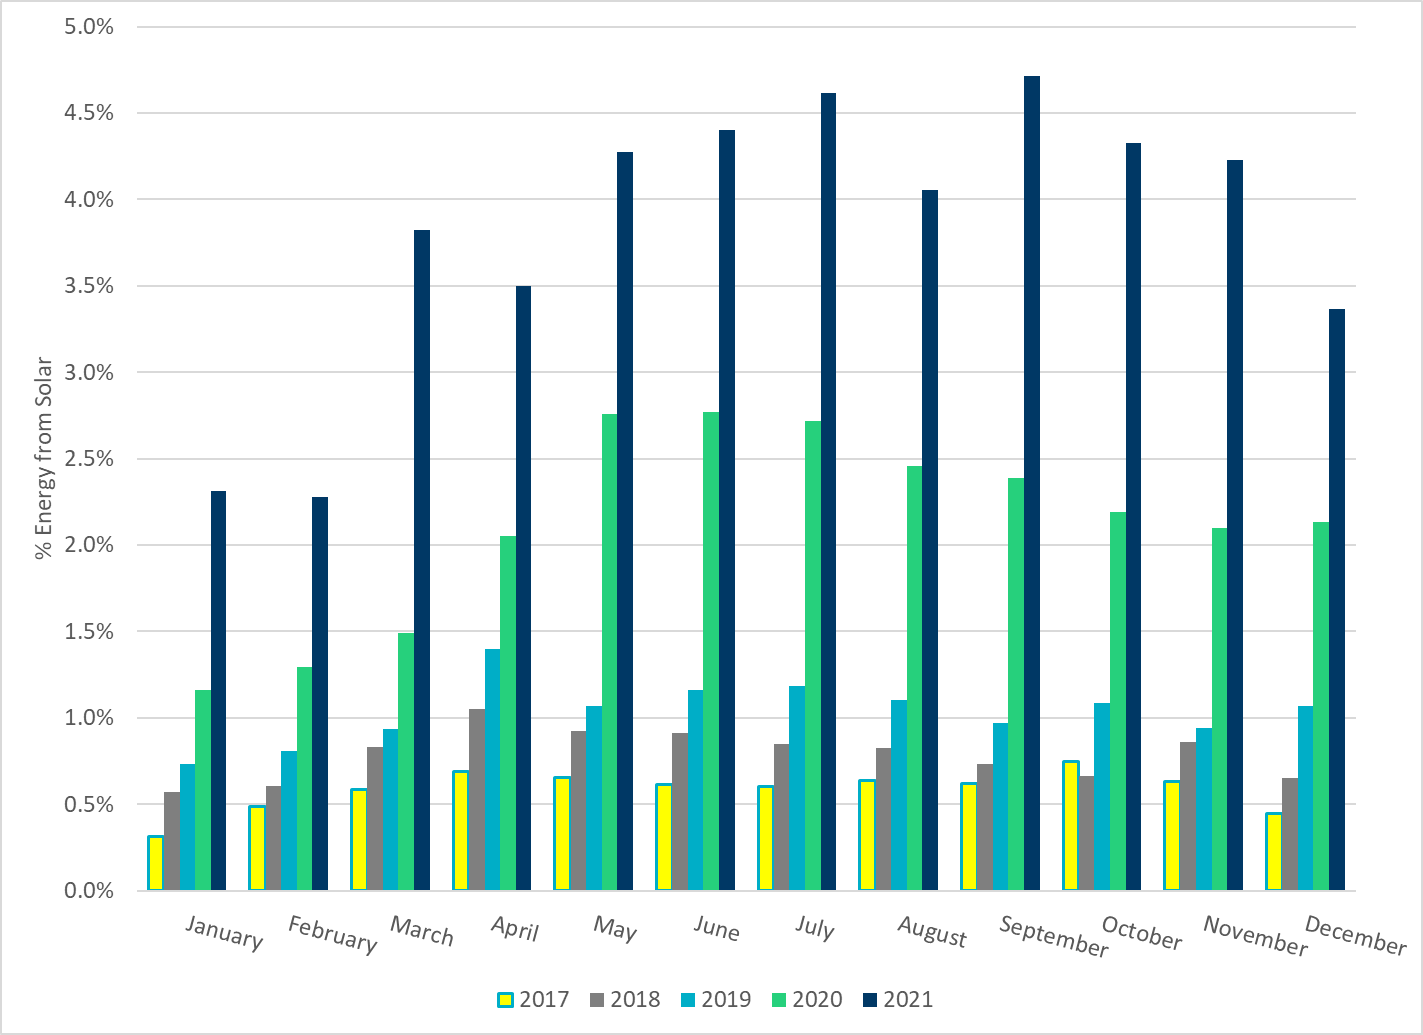 5.0%
4.5%
4.0%
3.5%
3.0%
2.5%
2.0%
1.5%
1.0%
0.5%
0.0%
% Energy from Solar
January
February
March
April
May
June
July
August
September
October
November
December
2017 2018 2019 2020 2021